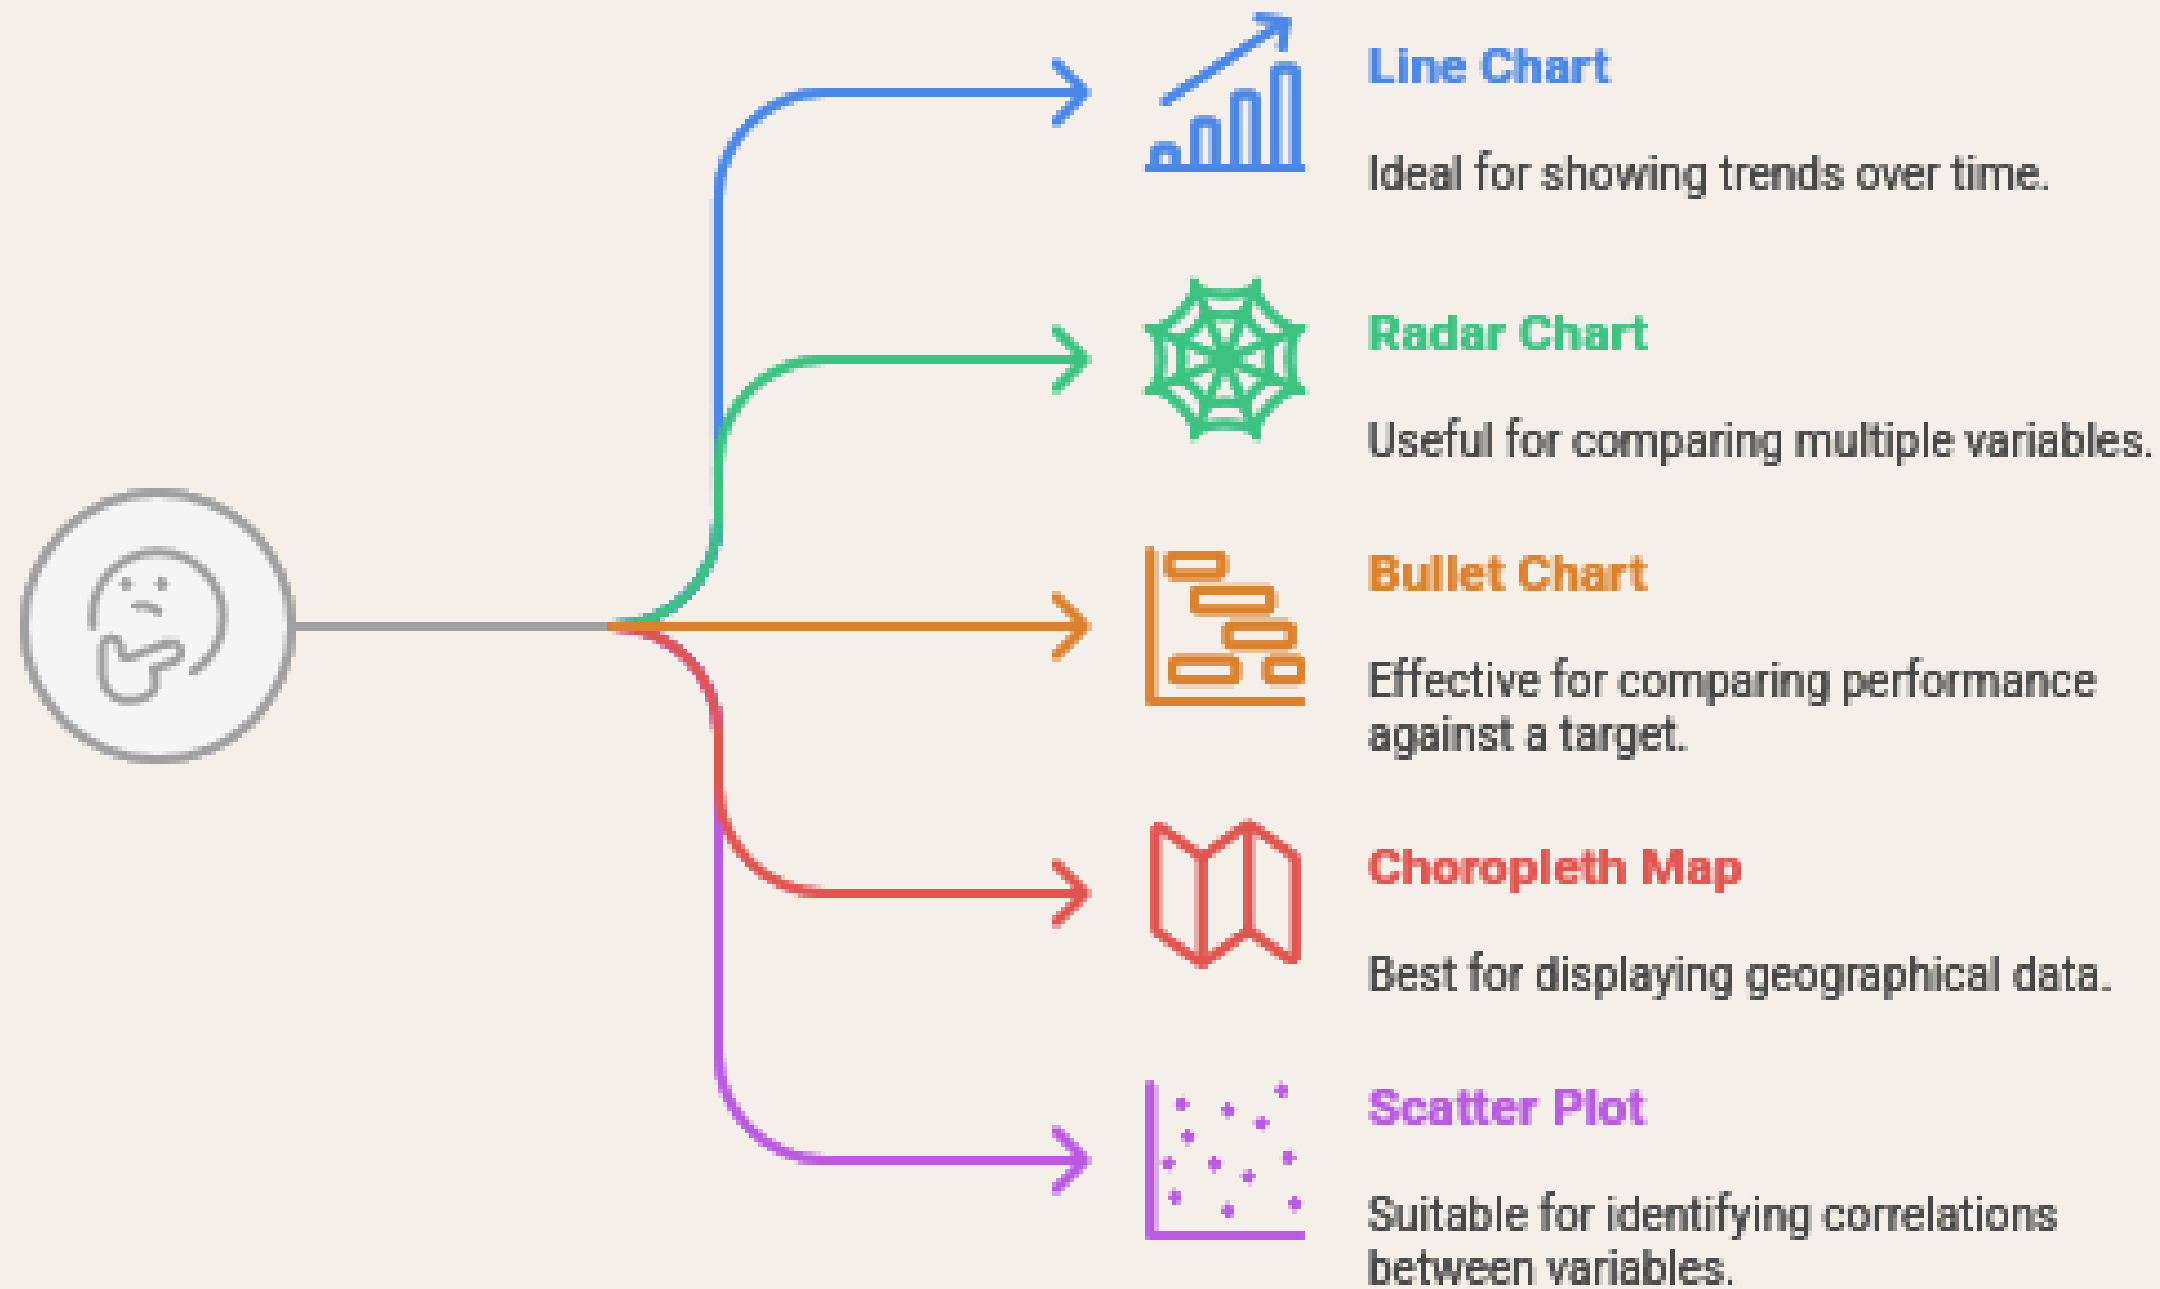 Line Chart
Ideal for showing trends over time.
Radar Chart
Useful for comparing multiple variables.
Bullet Chart
Effective for comparing performance
against a target.
Choropleth Map
Best for displaying geographical data.
Scatter Plot
Suitable for identifying correlations
between variables.